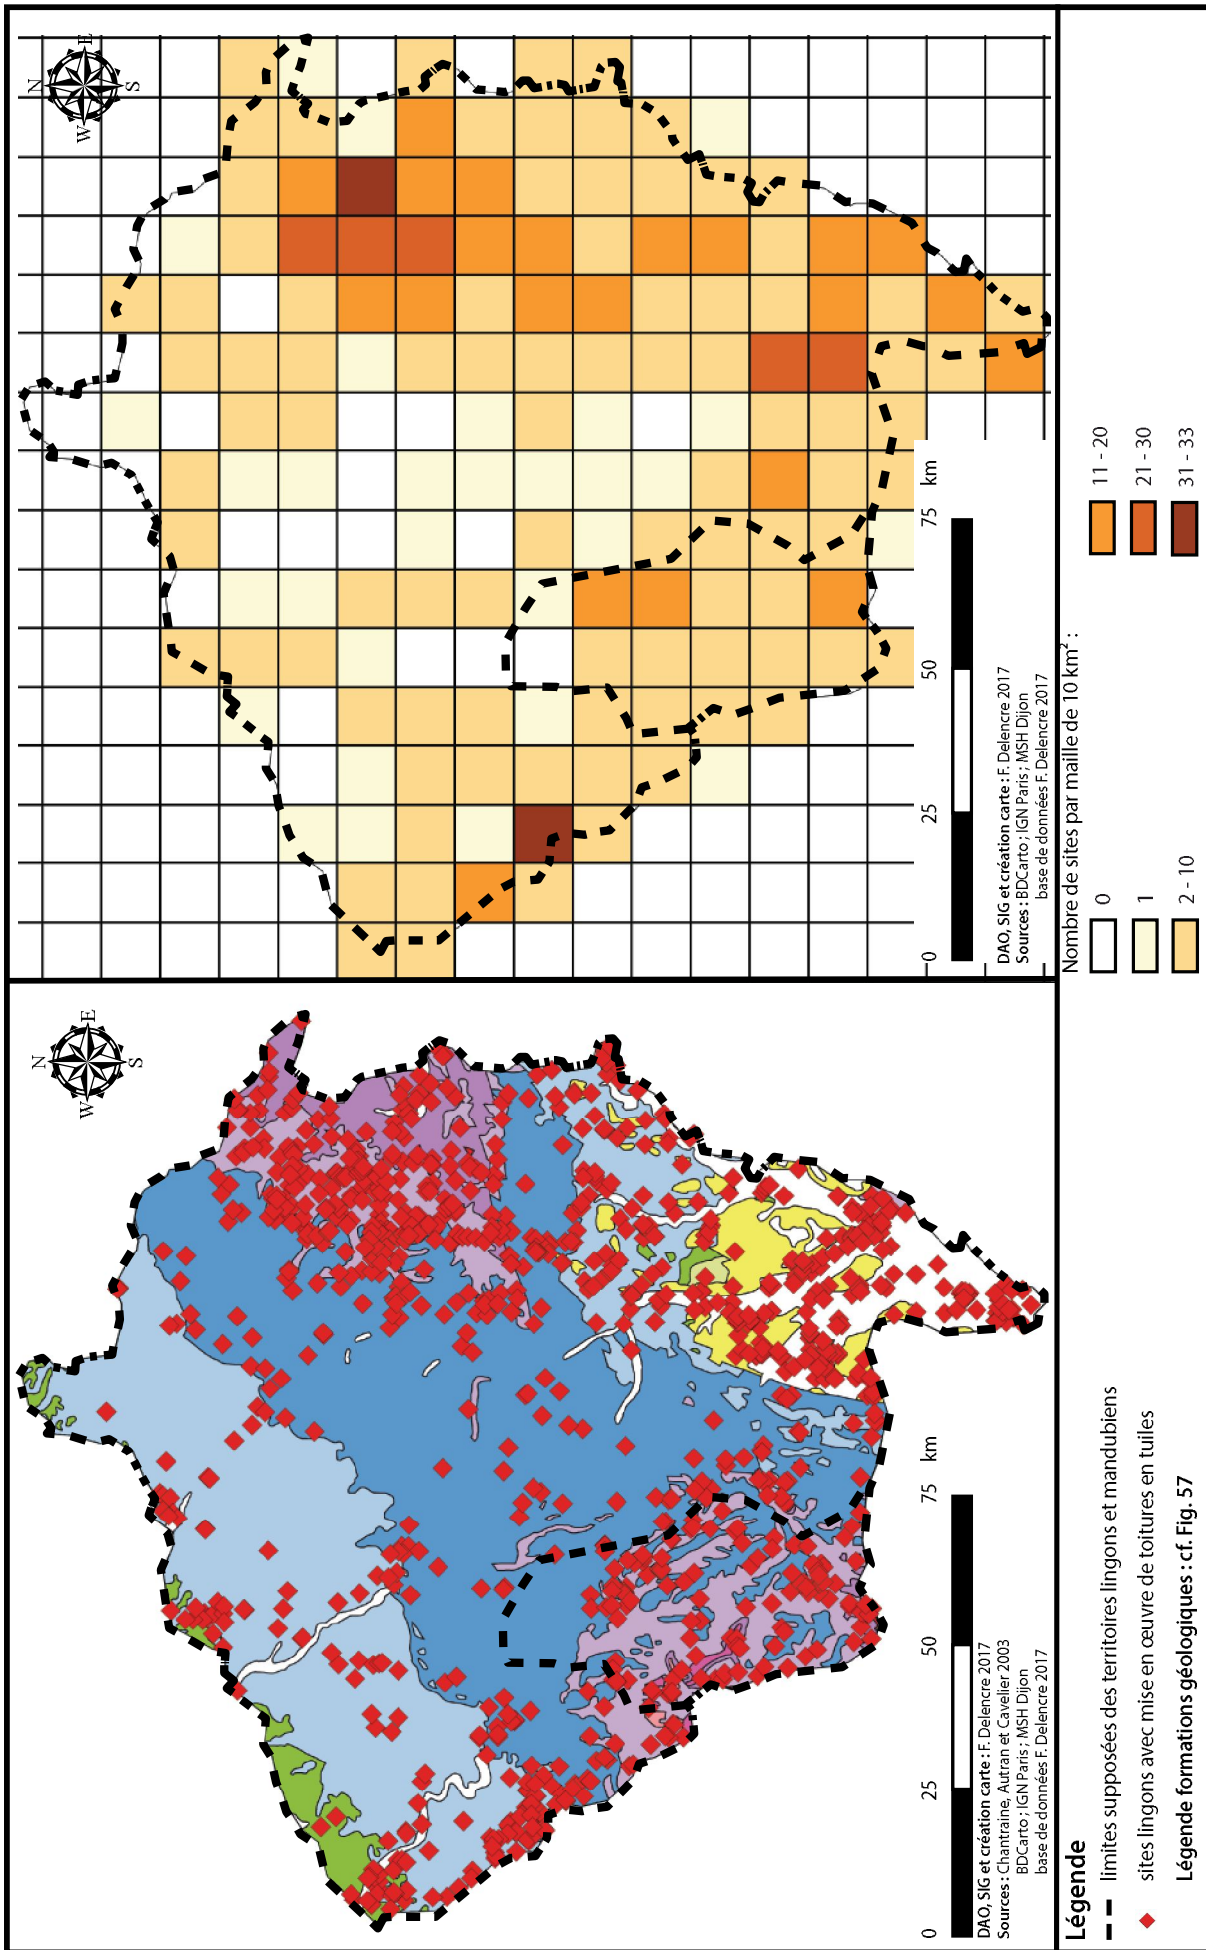 N
W
E
S
0
25
50
75
km
DAO, SIG et création carte : F. Delencre 2017
Sources : Chantraine, Autran et Cavelier 2003
BDCarto ; IGN Paris ; MSH Dijon
base de données F. Delencre 2017
N
W
E
S
0
25
50
75
km
DAO, SIG et création carte : F. Delencre 2017
Sources : BDCarto ; IGN Paris ; MSH Dijon
base de données F. Delencre 2017
Légende
limites supposées des territoires lingons et mandubiens
sites lingons avec mise en œuvre de toitures en tuiles
Légende formations géologiques : cf. Fig. 57
Nombre de sites par maille de 10 km² :
0
1
2 - 10
11 - 20
21 - 30
31 - 33